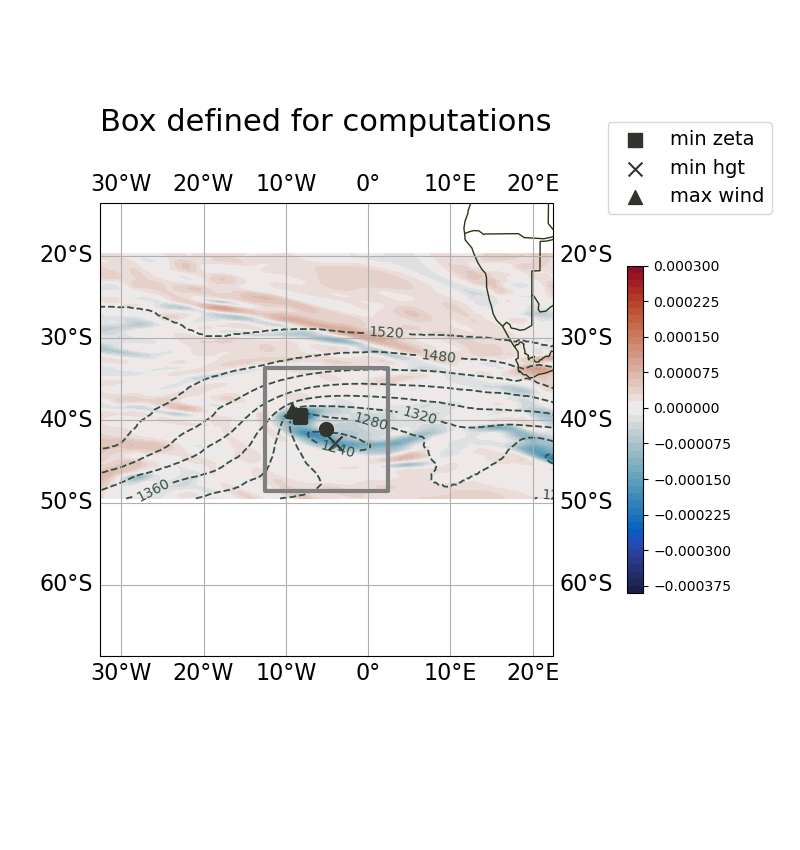 Box defined for computations
min zeta
min hgt
max wind
30°W 20°W 10°W 0° 10°E 20°E
20°S 20°S
30°S 30°S
40°S 40°S
50°S 50°S
60°S 60°S
30°W 20°W 10°W 0° 10°E 20°E
1520
1480
1320
1280
1240
1360
12
0.000300
0.000225
0.000150
0.000075
0.000000
−0.000075
−0.000150
−0.000225
−0.000300
−0.000375